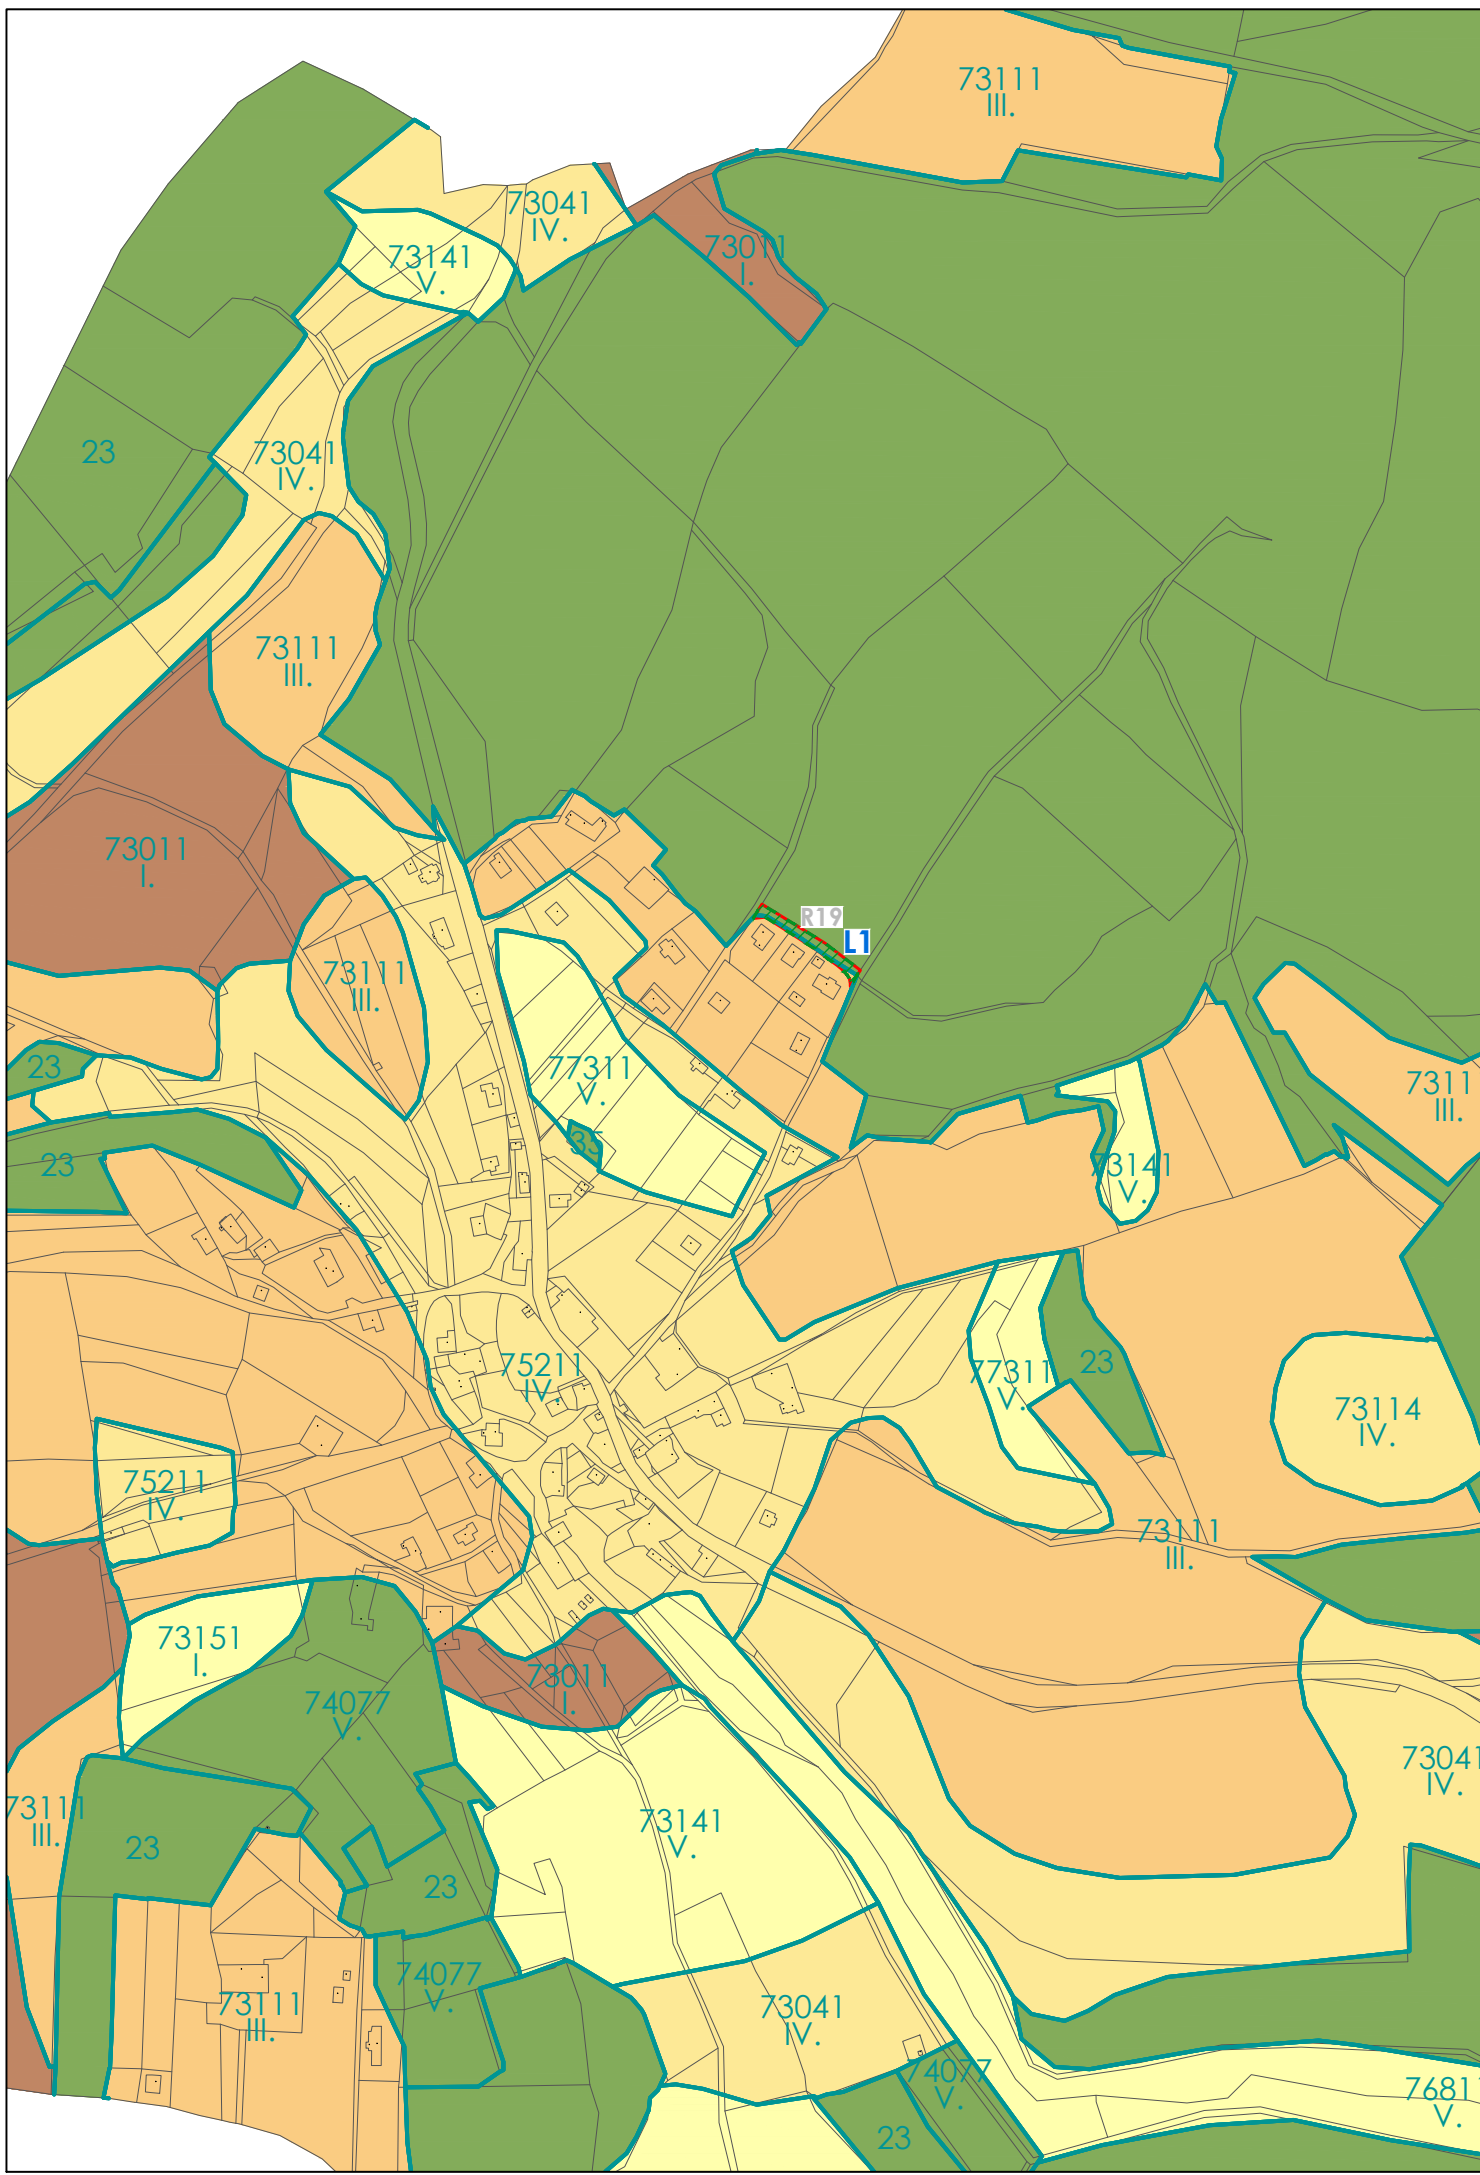 73111
III.
73041
IV.
73141
V.
73011
I.
23
73041
IV.
73111
III.
73011
I.
R19
L1
73111
III.
23
77311
V.
7311
III.
35
23
73141
V.
75211
IV.
77311
V.
23
73114
IV.
75211
IV.
73111
III.
73151
I.
73011
I.
74077
V.
73041
IV.
73111
III.
23
73141
V.
23
74077
V.
73111
III.
73041
IV.
74077
V.
7681
V.
23